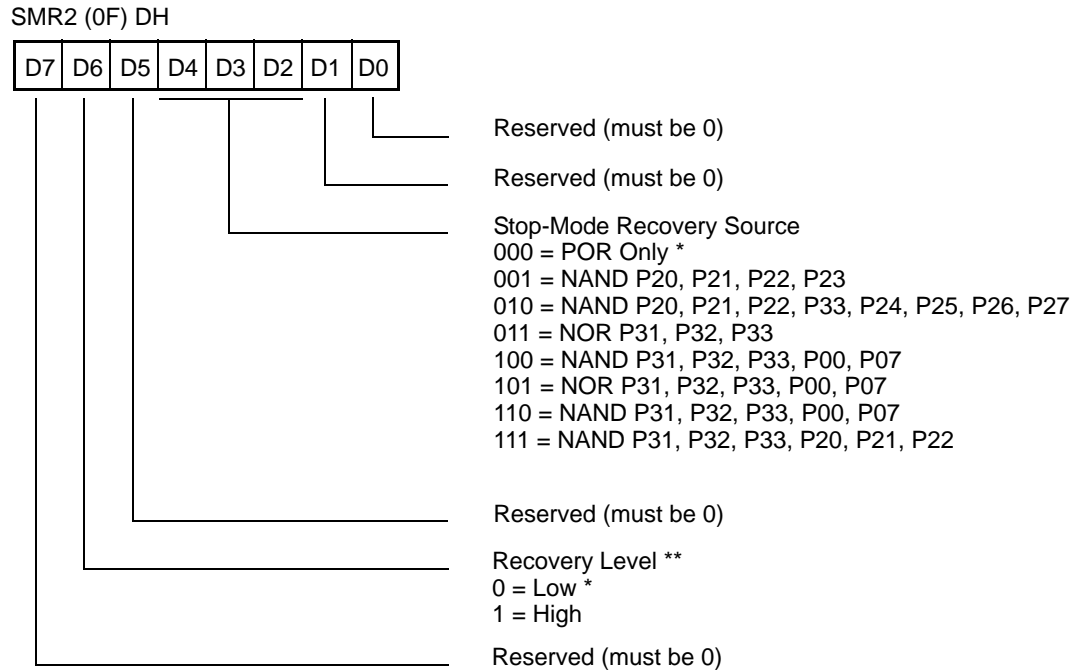 SMR2 (0F) DH
D7 D6 D5 D4 D3 D2 D1 D0
Reserved (must be 0)
Reserved (must be 0)
Stop-Mode Recovery Source
000 = POR Only *
001 = NAND P20, P21, P22, P23
010 = NAND P20, P21, P22, P33, P24, P25, P26, P27
011 = NOR P31, P32, P33
100 = NAND P31, P32, P33, P00, P07
101 = NOR P31, P32, P33, P00, P07
110 = NAND P31, P32, P33, P00, P07
111 = NAND P31, P32, P33, P20, P21, P22
Reserved (must be 0)
Recovery Level **
0 = Low *
1 = High
Reserved (must be 0)